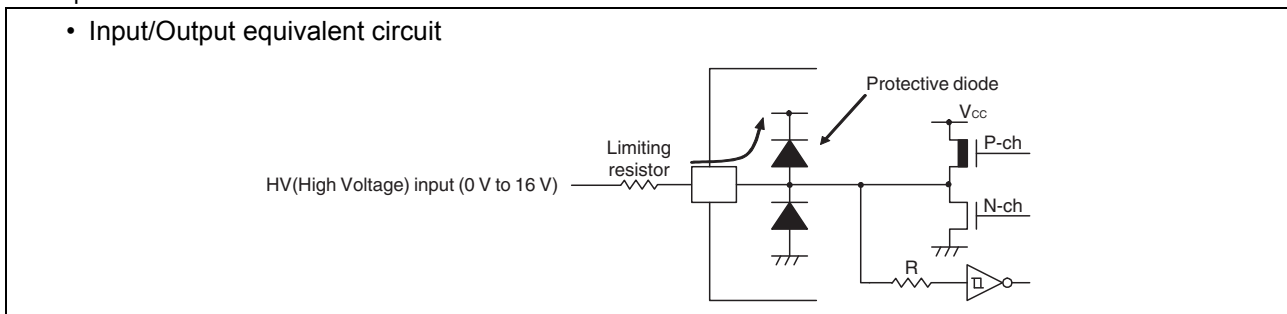 • Input/Output equivalent circuit
Protective diode
Vcc
P-ch
Limiting
resistor
HV(High Voltage) input (0 V to 16 V)
N-ch
R